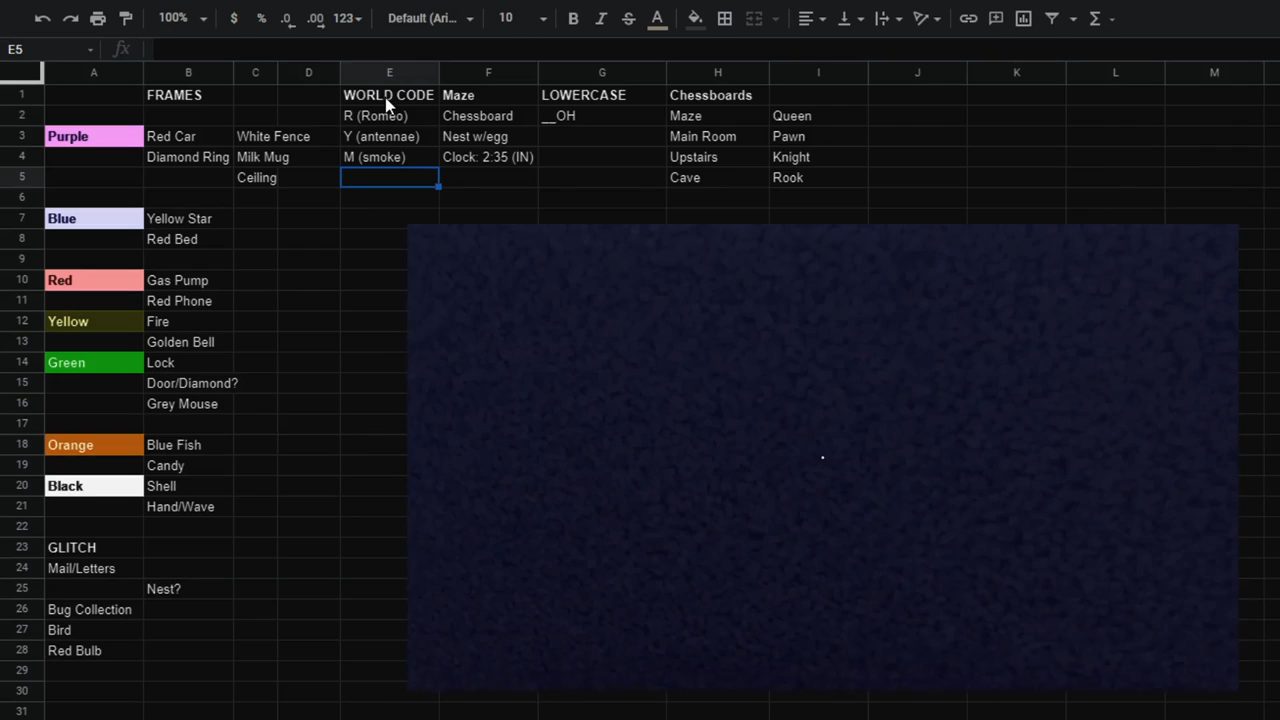 100% $ % .0 .00 123 Default (Ari... 10 B I S A Σ
E5 fx
A B C D E F G H I J K L M
1 FRAMES WORLD CODE Maze LOWERCASE Chessboards
2 R (Romeo) Chessboard __OH Maze Queen
3 Purple Red Car White Fence Y (antennae) Nest w/egg Main Room Pawn
4 Diamond Ring Milk Mug M (smoke) Clock: 2:35 (IN) Upstairs Knight
5 Ceiling Cave Rook
6
7 Blue Yellow Star
8 Red Bed
9
10 Red Gas Pump
11 Red Phone
12 Yellow Fire
13 Golden Bell
14 Green Lock
15 Door/Diamond?
16 Grey Mouse
17
18 Orange Blue Fish
19 Candy
20 Black Shell
21 Hand/Wave
22
23 GLITCH
24 Mail/Letters
25 Nest?
26 Bug Collection
27 Bird
28 Red Bulb
29
30
31